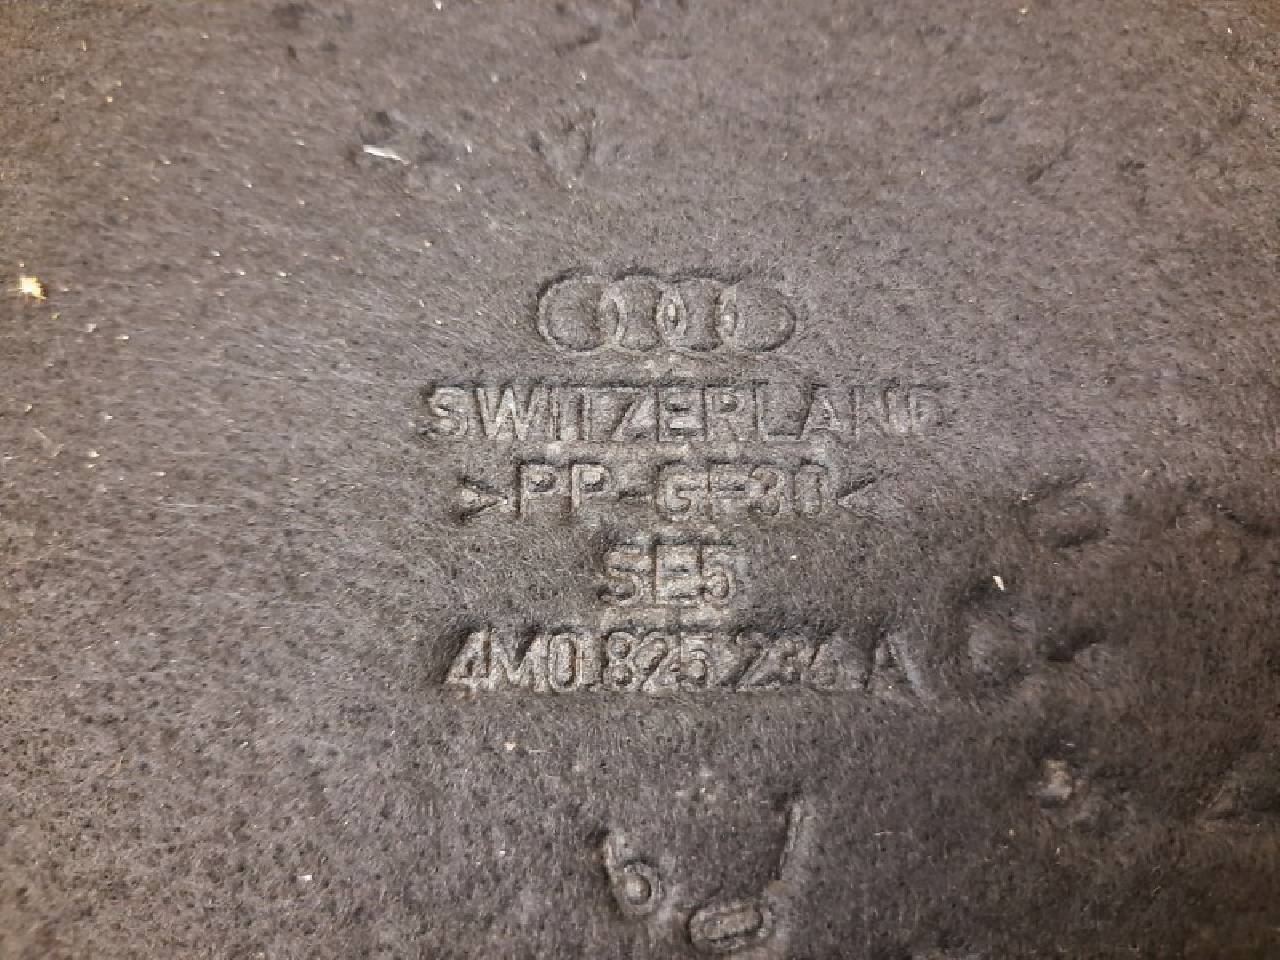 SWITZERLAND
>PP-GF30<
SE5
4M0.825.236.A